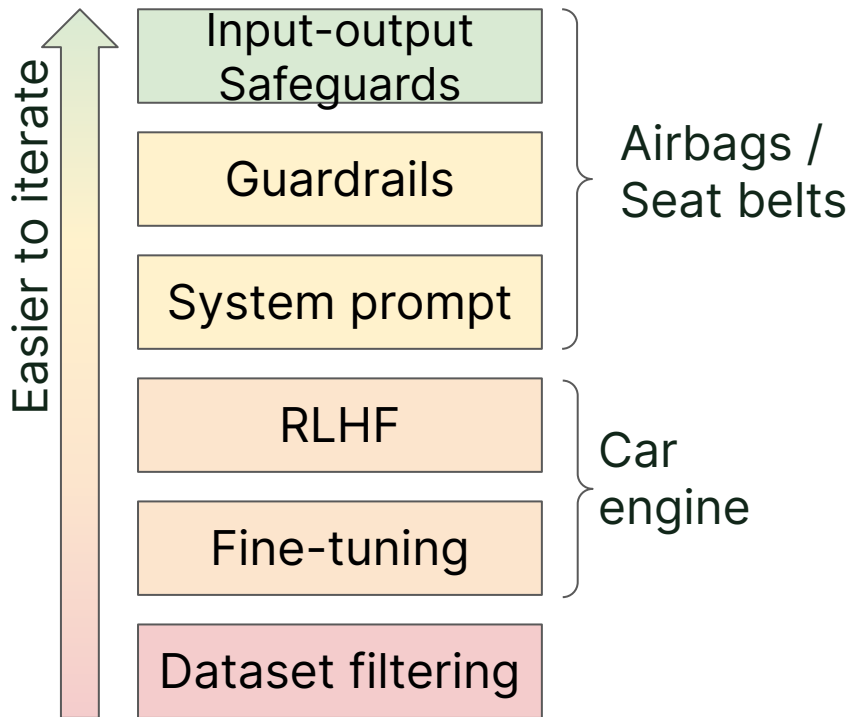 Easier to iterate
Input-output
Safeguards
Guardrails
System prompt
Airbags /
Seat belts
RLHF
Fine-tuning
Car
engine
Dataset filtering